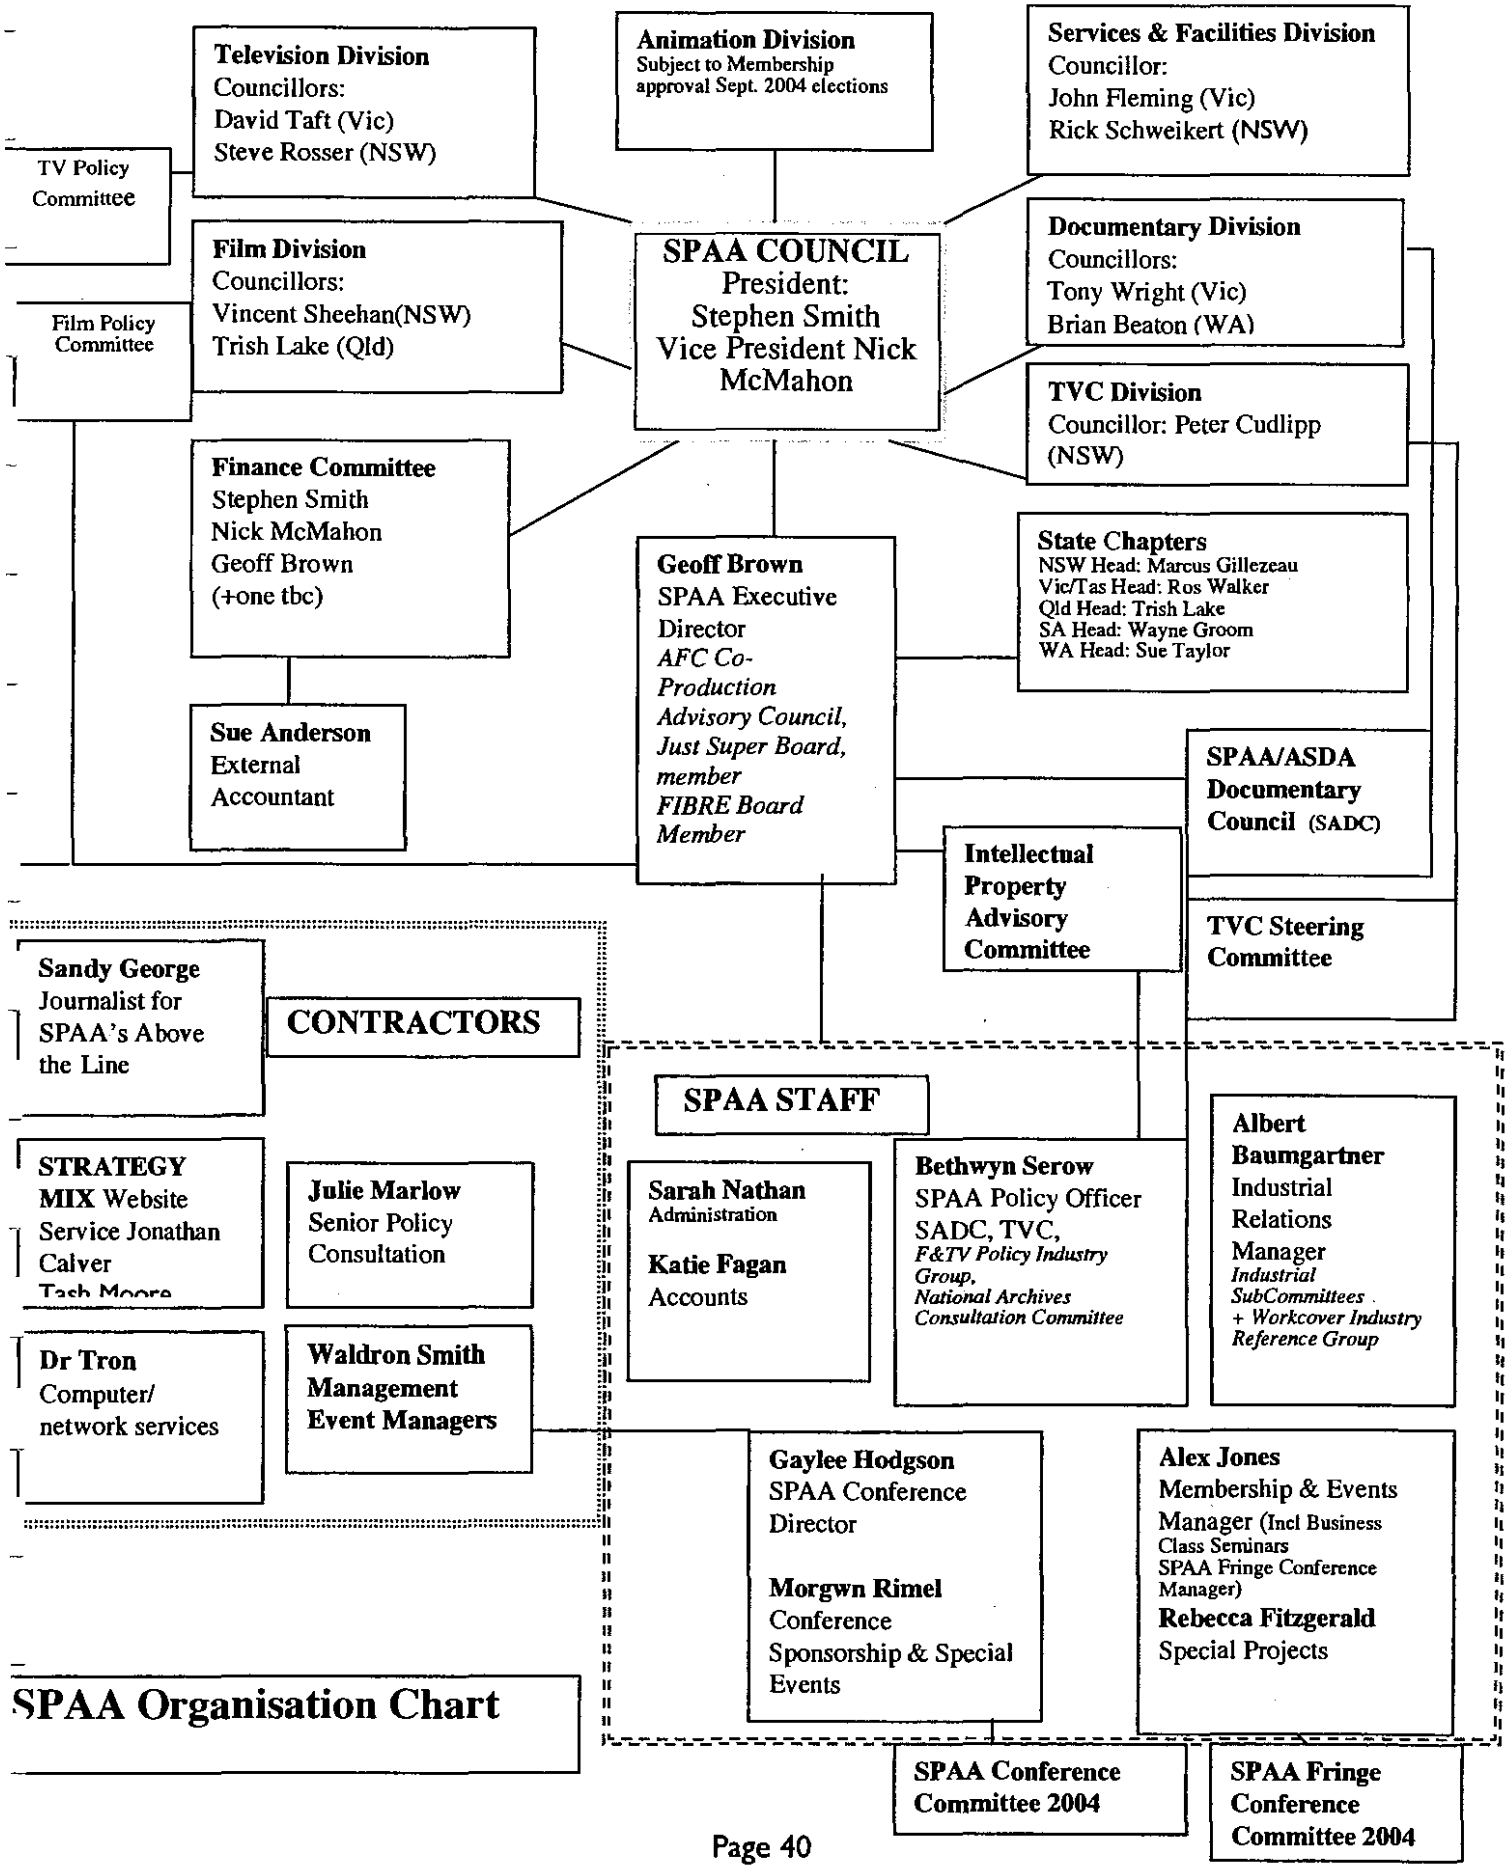 Television Division
Councillors:
David Taft (Vic)
Steve Rosser (NSW)
Animation Division
Subject to Membership
approval Sept. 2004 elections
Services & Facilities Division
Councillor:
John Fleming (Vic)
Rick Schweikert (NSW)
TV Policy
Committee
Film Division
Councillors:
Vincent Sheehan(NSW)
Trish Lake (Qld)
SPAA COUNCIL
President:
Stephen Smith
Vice President Nick
McMahon
Documentary Division
Councillors:
Tony Wright (Vic)
Brian Beaton (WA)
Film Policy
Committee
TVC Division
Councillor: Peter Cudlipp
(NSW)
Finance Committee
Stephen Smith
Nick McMahon
Geoff Brown
(+one tbc)
Geoff Brown
SPAA Executive
Director
AFC Co-
Production
Advisory Council,
Just Super Board,
member
FIBRE Board
Member
State Chapters
NSW Head: Marcus Gillezeau
Vic/Tas Head: Ros Walker
Qld Head: Trish Lake
SA Head: Wayne Groom
WA Head: Sue Taylor
Sue Anderson
External
Accountant
SPAA/ASDA
Documentary
Council (SADC)
Intellectual
Property
Advisory
Committee
TVC Steering
Committee
Sandy George
Journalist for
SPAA's Above
the Line
CONTRACTORS
SPAA STAFF
STRATEGY
MIX Website
Service Jonathan
Calver
Tash Moore
Julie Marlow
Senior Policy
Consultation
Sarah Nathan
Administration
Katie Fagan
Accounts
Bethwyn Serow
SPAA Policy Officer
SADC, TVC,
F&TV Policy Industry
Group,
National Archives
Consultation Committee
Albert
Baumgartner
Industrial
Relations
Manager
Industrial
SubCommittees
+ Workcover Industry
Reference Group
Dr Tron
Computer/
network services
Waldron Smith
Management
Event Managers
Gaylee Hodgson
SPAA Conference
Director
Morgwn Rimel
Conference
Sponsorship & Special
Events
Alex Jones
Membership & Events
Manager (Incl Business
Class Seminars
SPAA Fringe Conference
Manager)
Rebecca Fitzgerald
Special Projects
SPAA Organisation Chart
SPAA Conference
Committee 2004
SPAA Fringe
Conference
Committee 2004
Page 40